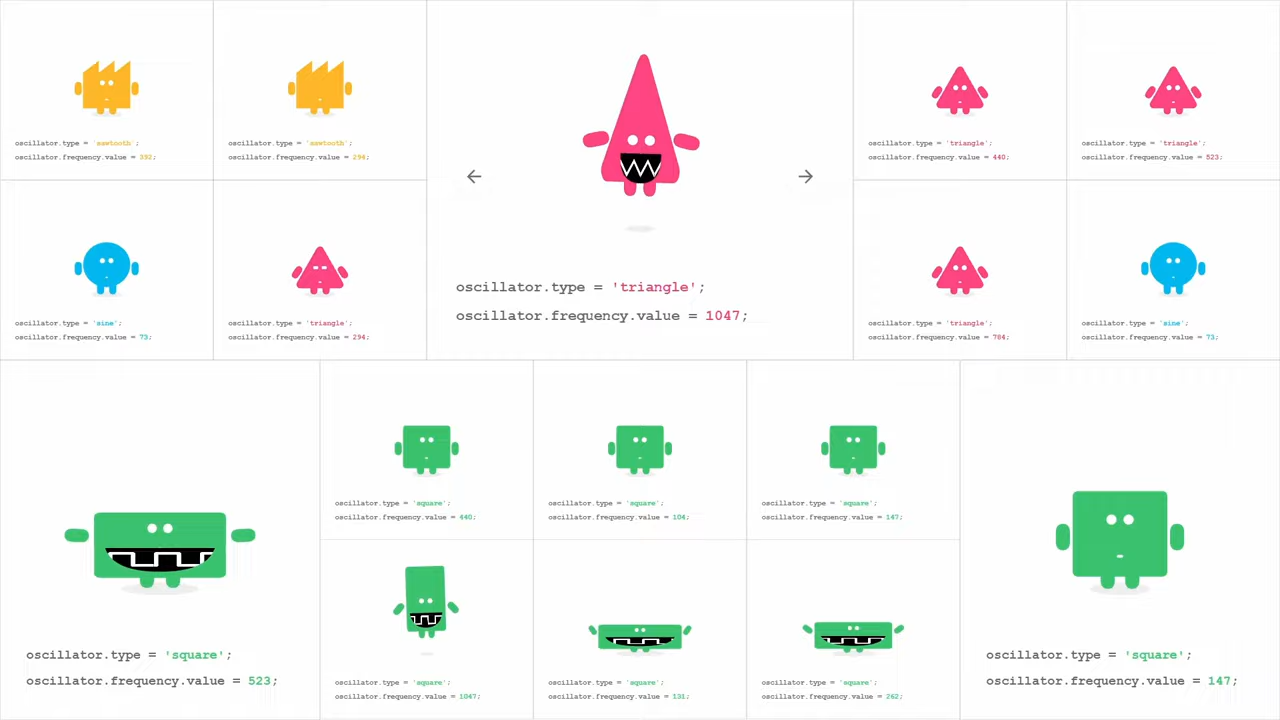 oscillator.type = 'sawtooth';
oscillator.frequency.value = 392;
oscillator.type = 'sawtooth';
oscillator.frequency.value = 294;
oscillator.type = 'triangle';
oscillator.frequency.value = 1047;
oscillator.type = 'triangle';
oscillator.frequency.value = 440;
oscillator.type = 'triangle';
oscillator.frequency.value = 523;
oscillator.type = 'sine';
oscillator.frequency.value = 73;
oscillator.type = 'triangle';
oscillator.frequency.value = 294;
oscillator.type = 'triangle';
oscillator.frequency.value = 784;
oscillator.type = 'sine';
oscillator.frequency.value = 73;
oscillator.type = 'square';
oscillator.frequency.value = 523;
oscillator.type = 'square';
oscillator.frequency.value = 440;
oscillator.type = 'square';
oscillator.frequency.value = 104;
oscillator.type = 'square';
oscillator.frequency.value = 147;
oscillator.type = 'square';
oscillator.frequency.value = 1047;
oscillator.type = 'square';
oscillator.frequency.value = 131;
oscillator.type = 'square';
oscillator.frequency.value = 262;
oscillator.type = 'square';
oscillator.frequency.value = 147;